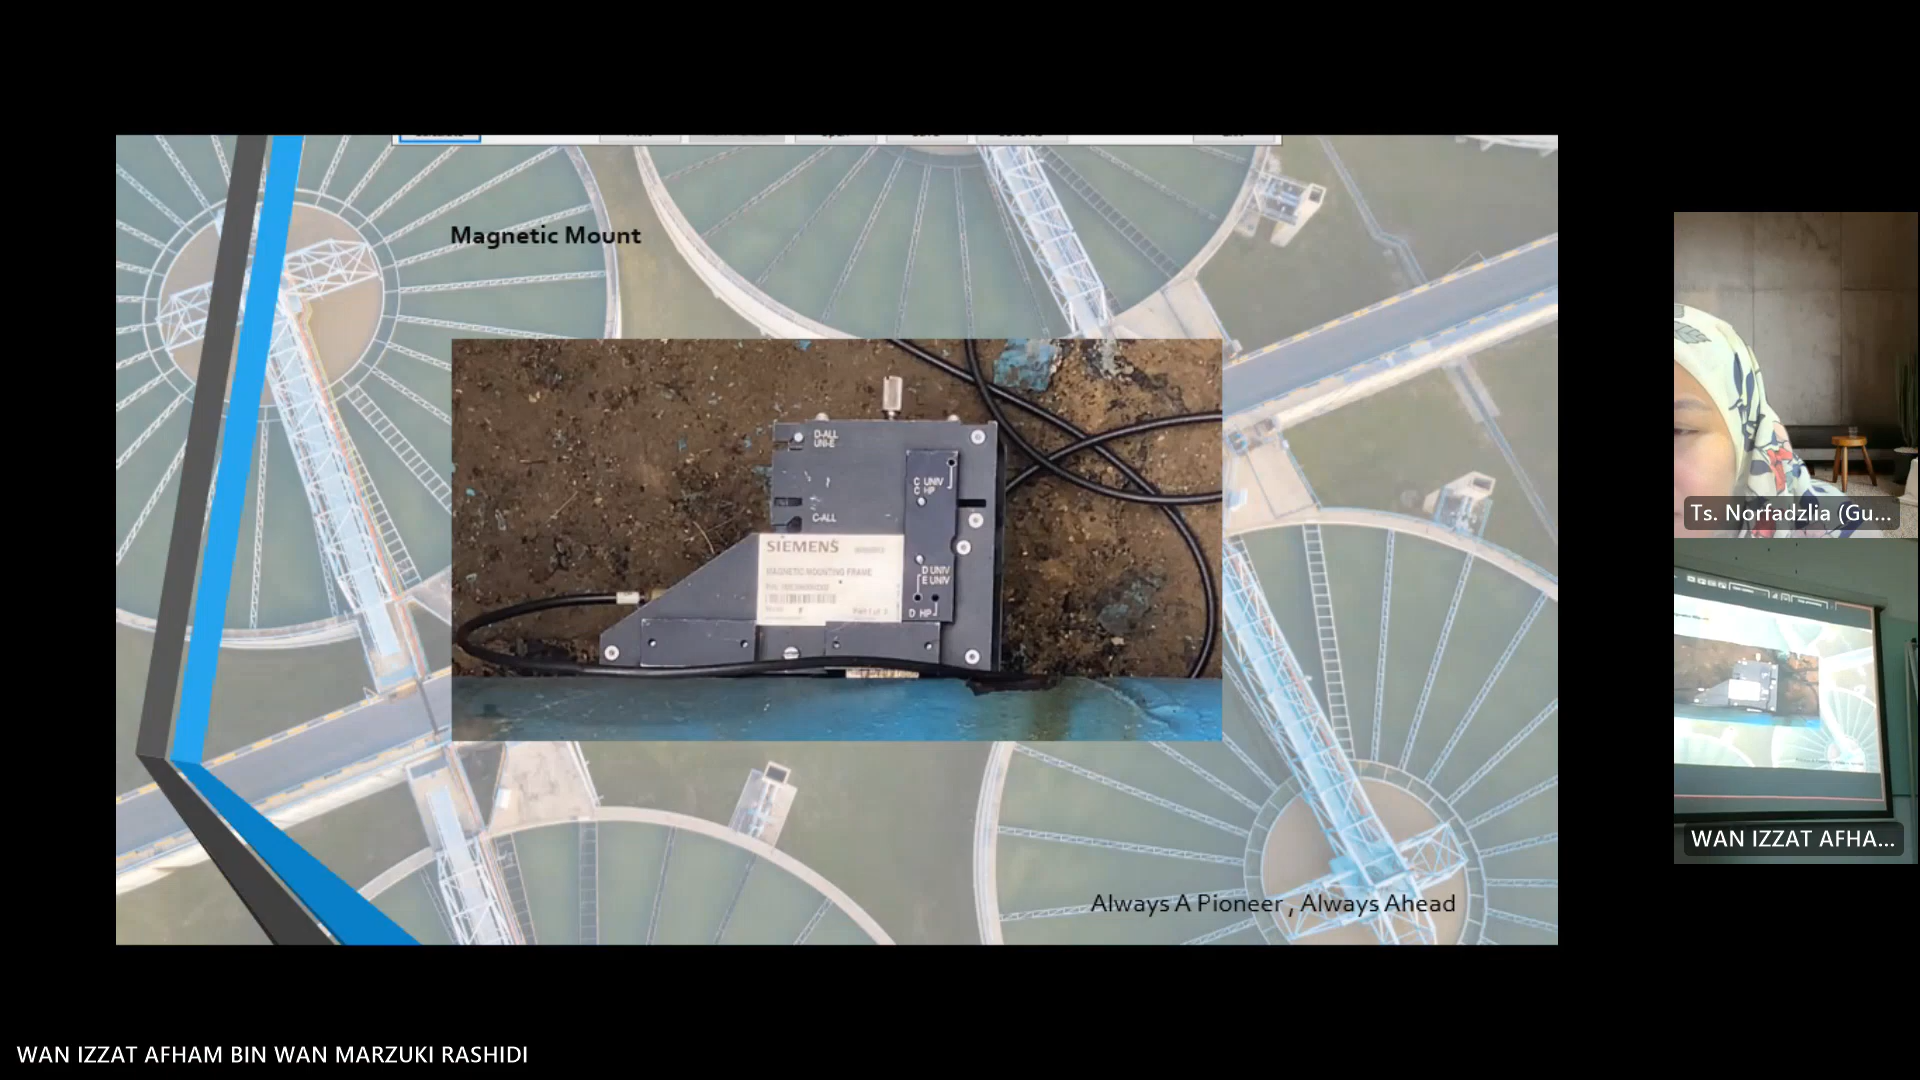 Magnetic Mount
D-ALL
UNI-E
C UNIV
C HP
C-ALL
SIEMENS
MAGNETIC MOUNTING FRAME
D UNIV
E UNIV
D HP
Always A Pioneer , Always Ahead
Ts. Norfadzlia (Gu...
WAN IZZAT AFHA...
WAN IZZAT AFHAM BIN WAN MARZUKI RASHIDI